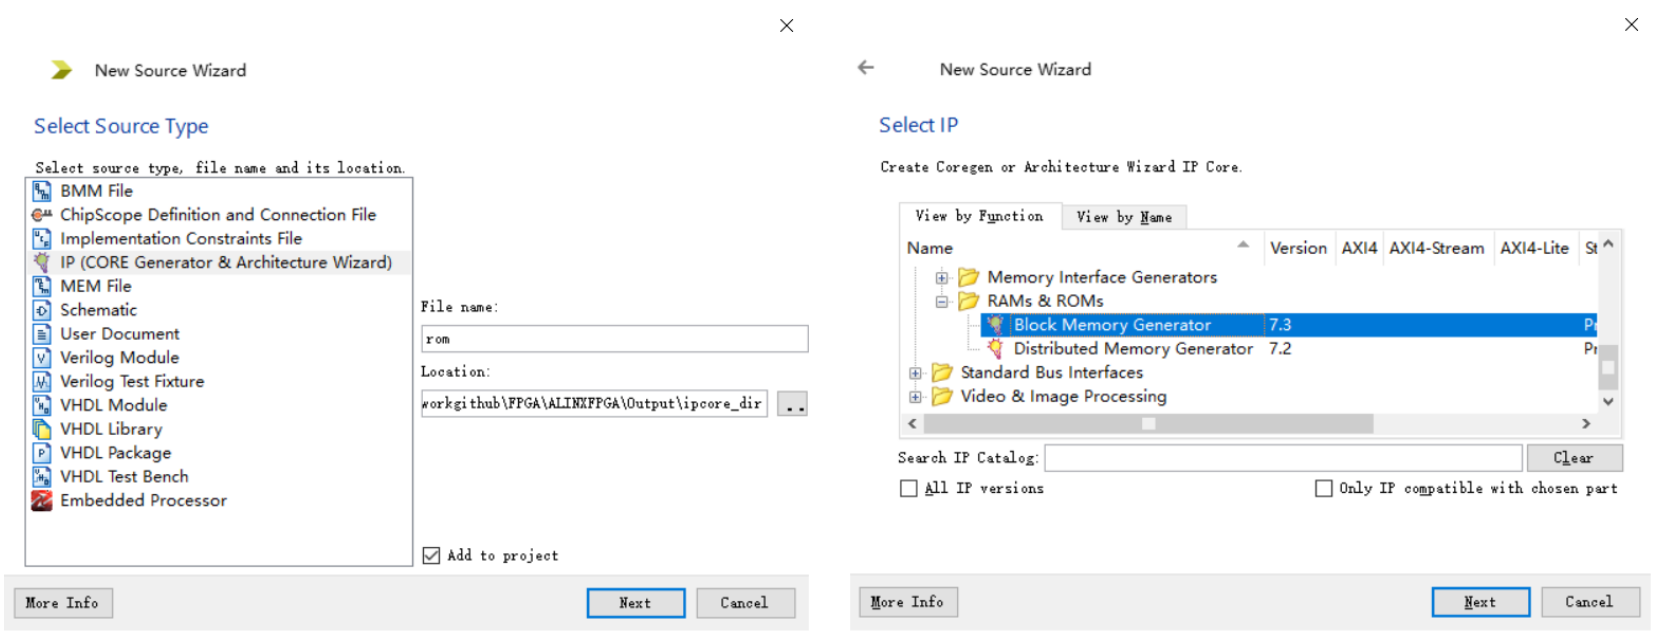 New Source Wizard
Select Source Type
Select source type, file name and its location.
BMM File
ChipScope Definition and Connection File
Implementation Constraints File
IP (CORE Generator & Architecture Wizard)
MEM File
Schematic
User Document
Verilog Module
Verilog Test Fixture
VHDL Module
VHDL Library
VHDL Package
VHDL Test Bench
Embedded Processor
File name:
rom
Location:
workgithub\FPGA\ALINXFPGA\Output\ipcore_dir
..
Add to project
More Info
Next
Cancel
New Source Wizard
Select IP
Create Coregen or Architecture Wizard IP Core.
View by Function View by Name
Name Version AXI4 AXI4-Stream AXI4-Lite St
Memory Interface Generators
RAMs & ROMs
Block Memory Generator 7.3 Pr
Distributed Memory Generator 7.2 Pr
Standard Bus Interfaces
Video & Image Processing
Search IP Catalog:
Clear
All IP versions
Only IP compatible with chosen part
More Info
Next
Cancel